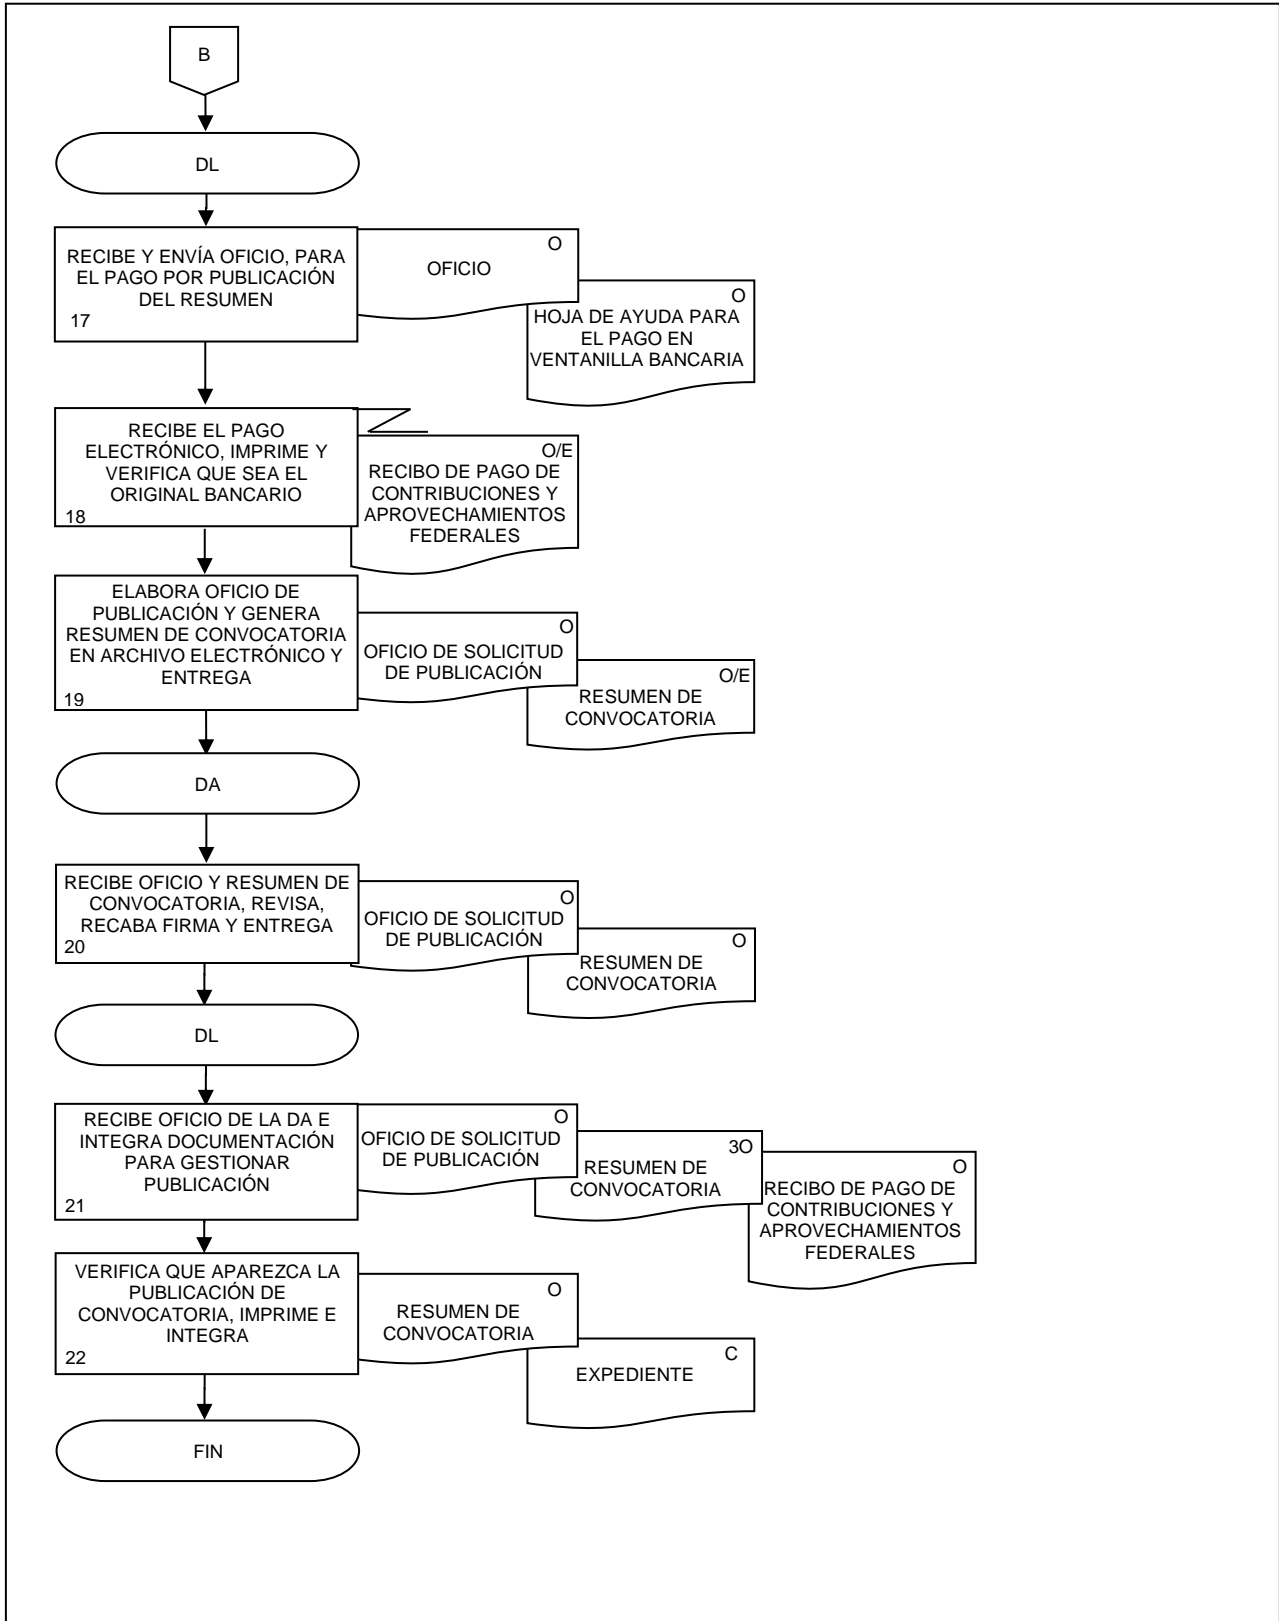 B
DL
RECIBE Y ENVÍA OFICIO, PARA
EL PAGO POR PUBLICACIÓN
DEL RESUMEN
17
O
OFICIO
O
HOJA DE AYUDA PARA
EL PAGO EN
VENTANILLA BANCARIA
RECIBE EL PAGO
ELECTRÓNICO, IMPRIME Y
VERIFICA QUE SEA EL
ORIGINAL BANCARIO
18
O/E
RECIBO DE PAGO DE
CONTRIBUCIONES Y
APROVECHAMIENTOS
FEDERALES
ELABORA OFICIO DE
PUBLICACIÓN Y GENERA
RESUMEN DE CONVOCATORIA
EN ARCHIVO ELECTRÓNICO Y
ENTREGA
19
O
OFICIO DE SOLICITUD
DE PUBLICACIÓN
O/E
RESUMEN DE
CONVOCATORIA
DA
RECIBE OFICIO Y RESUMEN DE
CONVOCATORIA, REVISA,
RECABA FIRMA Y ENTREGA
20
O
OFICIO DE SOLICITUD
DE PUBLICACIÓN
O
RESUMEN DE
CONVOCATORIA
DL
RECIBE OFICIO DE LA DA E
INTEGRA DOCUMENTACIÓN
PARA GESTIONAR
PUBLICACIÓN
21
O
OFICIO DE SOLICITUD
DE PUBLICACIÓN
3O
RESUMEN DE
CONVOCATORIA
O
RECIBO DE PAGO DE
CONTRIBUCIONES Y
APROVECHAMIENTOS
FEDERALES
VERIFICA QUE APAREZCA LA
PUBLICACIÓN DE
CONVOCATORIA, IMPRIME E
INTEGRA
22
O
RESUMEN DE
CONVOCATORIA
C
EXPEDIENTE
FIN